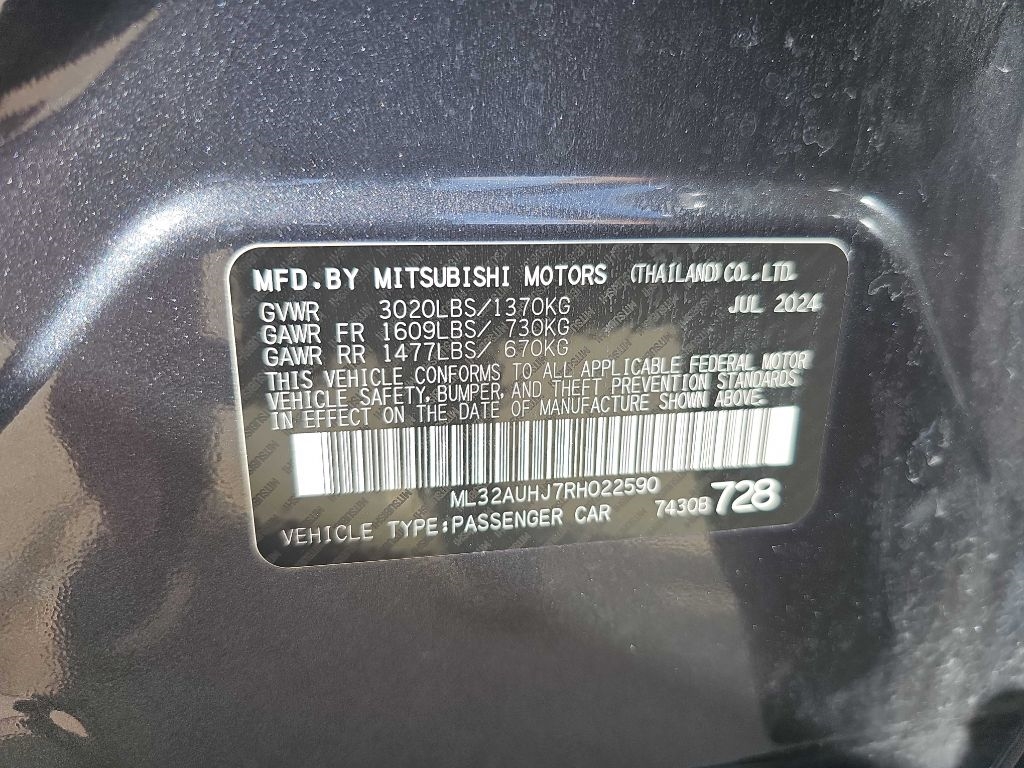 MFD.BY MITSUBISHI MOTORS (THAILAND) CO.,LTD.
GVWR 3020LBS/1370KG JUL 2024
GAWR FR 1609LBS/ 730KG
GAWR RR 1477LBS/ 670KG
THIS VEHICLE CONFORMS TO ALL APPLICABLE FEDERAL MOTOR
VEHICLE SAFETY, BUMPER, AND THEFT PREVENTION STANDARDS
IN EFFECT ON THE DATE OF MANUFACTURE SHOWN ABOVE.
ML32AUHJ7RH022590
VEHICLE TYPE:PASSENGER CAR 74308 728